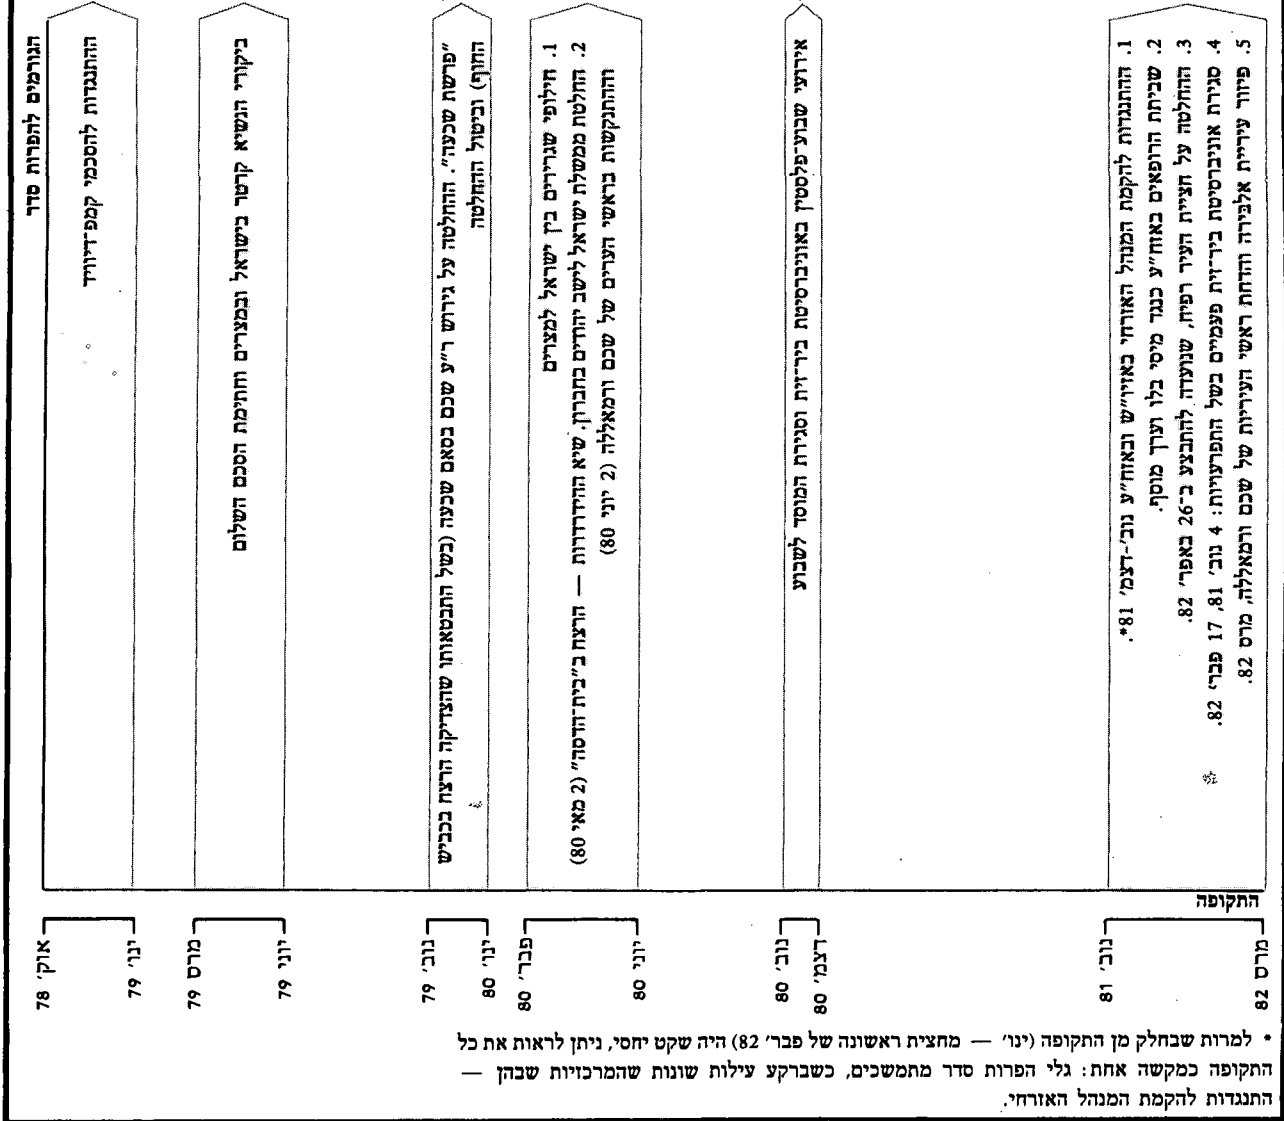 הגורמים להפרות סדר
ההתנגדות להסכמי קמפ־דיוויד
ביקורי הנשיא קרטר בישראל ובמצרים וחתימת הסכם השלום
"פרשת שכעה". ההחלטה על גירוש ר"ע שכם בסאם שכעה (בשל התבטאותו שהצדיקה הרצח בכביש
החוף) וביטול ההחלטה
1. חילופי שגרירים בין ישראל למצרים
2. החלטת ממשלת ישראל ליישב יהודים בחברון. שיא ההידרדרות — הרצח ב"בית־הדסה" (2 מאי 80)
וההתנקשות בראשי הערים של שכם ורמאללה (2 יוני 80)
אירועי שבוע־פלסטין באוניברסיטת ביר־זית וסגירת המוסד לשבוע
1. ההתנגדות להקמת המנהל האזרחי באיו"ש ובאזח"ע נוב'-דצמ' 81*.
2. שביתת הרופאים באזח"ע כנגד מיסי בלו וערך מוסף.
3. ההחלטה על חציית העיר רפיח, שנועדה להתבצע ב־26 באפר' 82.
4. סגירת אוניברסיטת ביר־זית פעמיים בשל התפרעויות: 4 נוב' 81, 17 פבר' 82.
5. פיזור עיריית אלבירה והדחת ראשי העיריות של שכם ורמאללה, מרס 82.
התקופה
אוק' 78
ינו' 79
מרס 79
יוני 79
נוב' 79
ינו' 80
פבר' 80
יוני 80
נוב' 80
דצמ' 80
נוב' 81
מרס 82
* למרות שבחלק מן התקופה (ינו' — מחצית ראשונה של פבר' 82) היה שקט יחסי, ניתן לראות את כל
התקופה כמקשה אחת: גלי הפרות סדר מתמשכים, כשברקע עילות שונות שהמרכזיות שבהן —
התנגדות להקמת המנהל האזרחי.